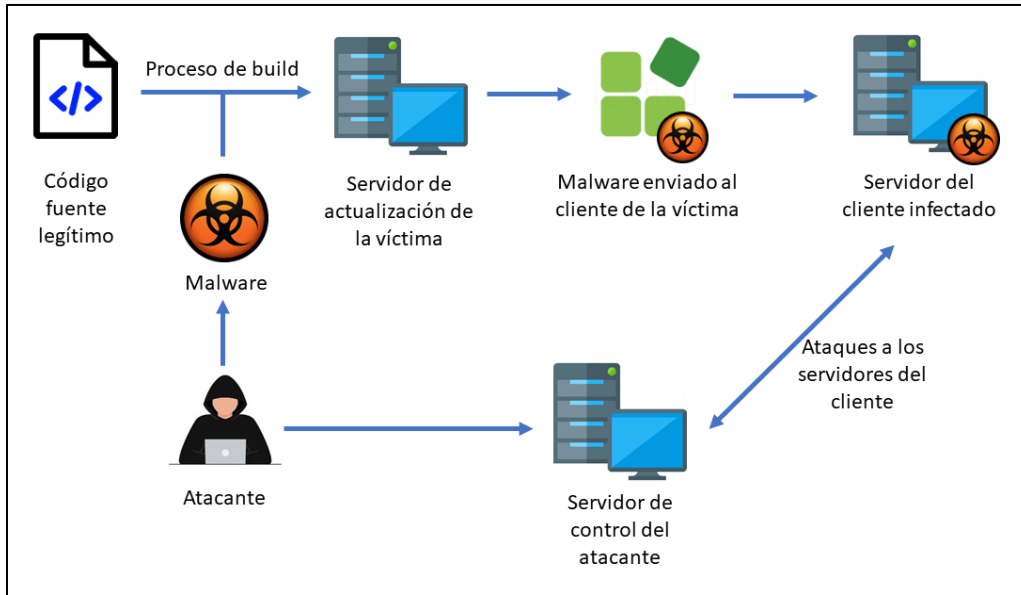 Proceso de build
Código
fuente
legítimo
Malware
Servidor de
actualización de
la víctima
Malware enviado al
cliente de la víctima
Servidor del
cliente infectado
Ataques a los
servidores del
cliente
Atacante
Servidor de
control del
atacante